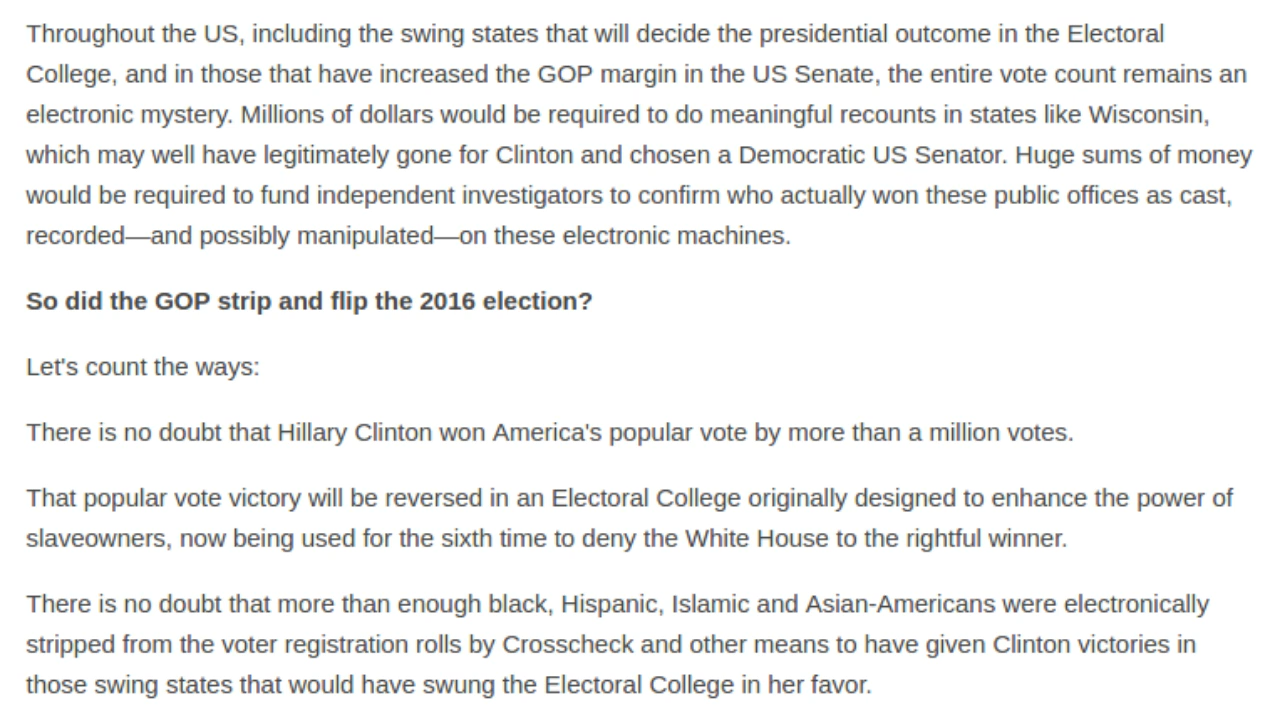 Throughout the US, including the swing states that will decide the presidential outcome in the Electoral
College, and in those that have increased the GOP margin in the US Senate, the entire vote count remains an
electronic mystery. Millions of dollars would be required to do meaningful recounts in states like Wisconsin,
which may well have legitimately gone for Clinton and chosen a Democratic US Senator. Huge sums of money
would be required to fund independent investigators to confirm who actually won these public offices as cast,
recorded—and possibly manipulated—on these electronic machines.
So did the GOP strip and flip the 2016 election?
Let's count the ways:
There is no doubt that Hillary Clinton won America's popular vote by more than a million votes.
That popular vote victory will be reversed in an Electoral College originally designed to enhance the power of
slaveowners, now being used for the sixth time to deny the White House to the rightful winner.
There is no doubt that more than enough black, Hispanic, Islamic and Asian-Americans were electronically
stripped from the voter registration rolls by Crosscheck and other means to have given Clinton victories in
those swing states that would have swung the Electoral College in her favor.